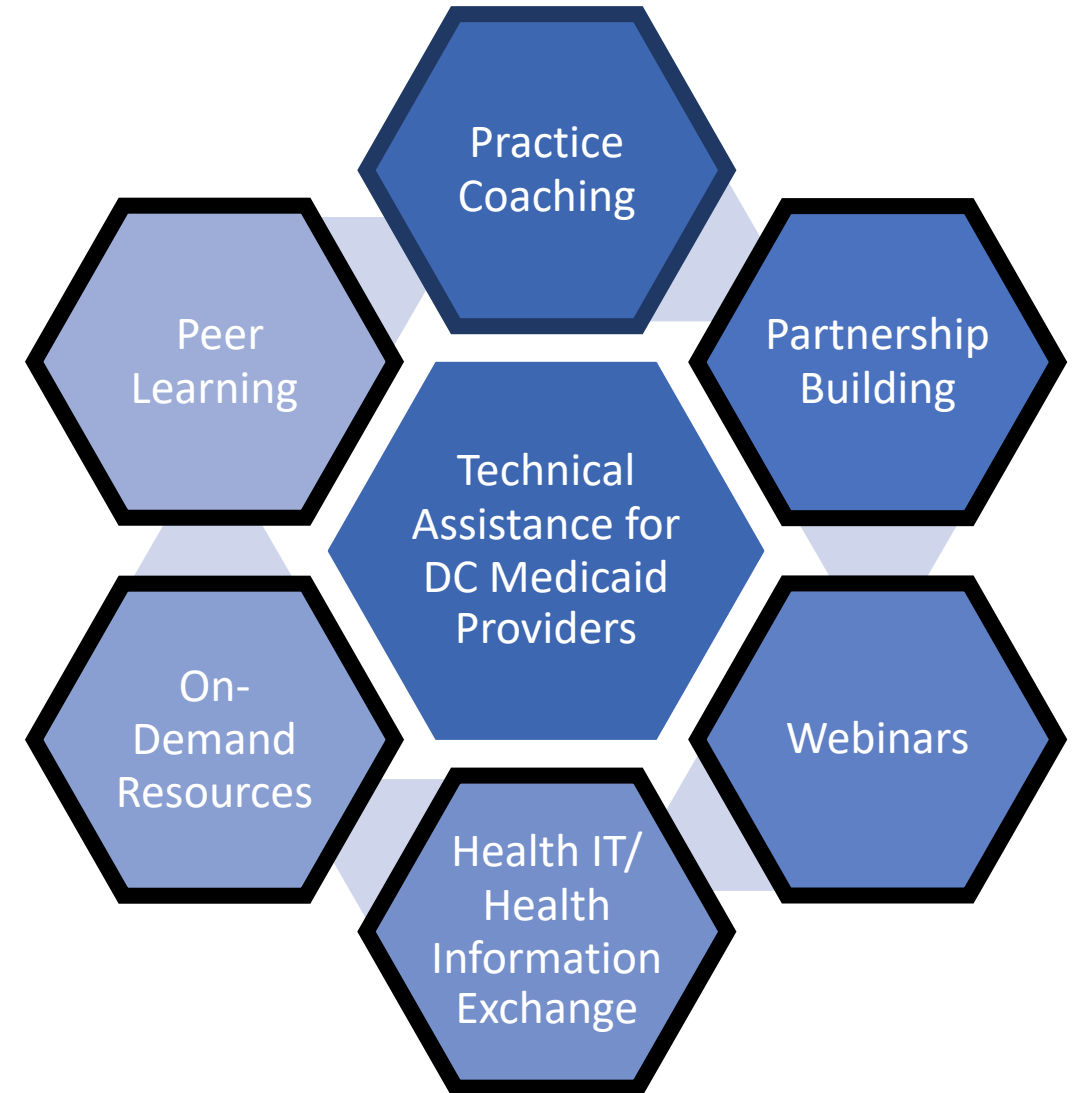 Practice
Coaching
Partnership
Building
Webinars
Health IT/
Health
Information
Exchange
On-
Demand
Resources
Peer
Learning
Technical
Assistance for
DC Medicaid
Providers